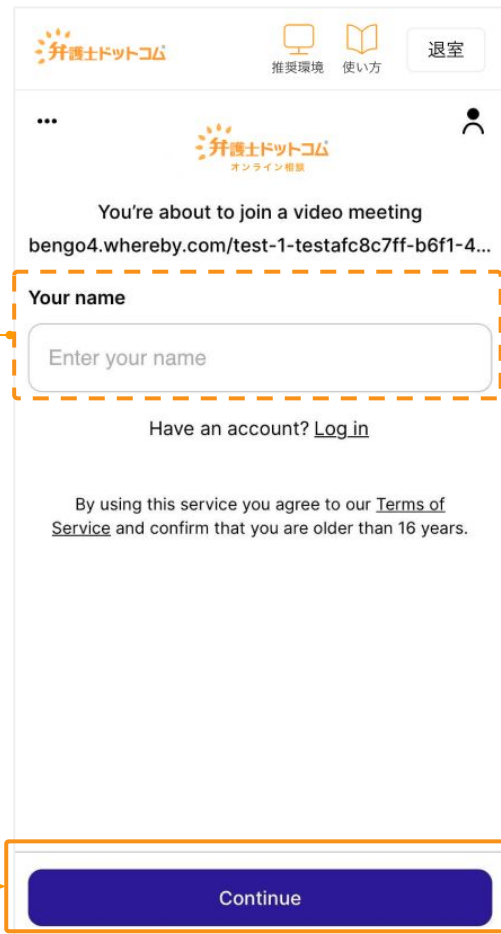 弁護士ドットコム
推奨環境 使い方 退室
...
弁護士ドットコム
オンライン相談
You're about to join a video meeting
bengo4.whereby.com/test-1-testafc8c7ff-b6f1-4...
Your name
Enter your name
Have an account? Log in
By using this service you agree to our Terms of
Service and confirm that you are older than 16 years.
Continue